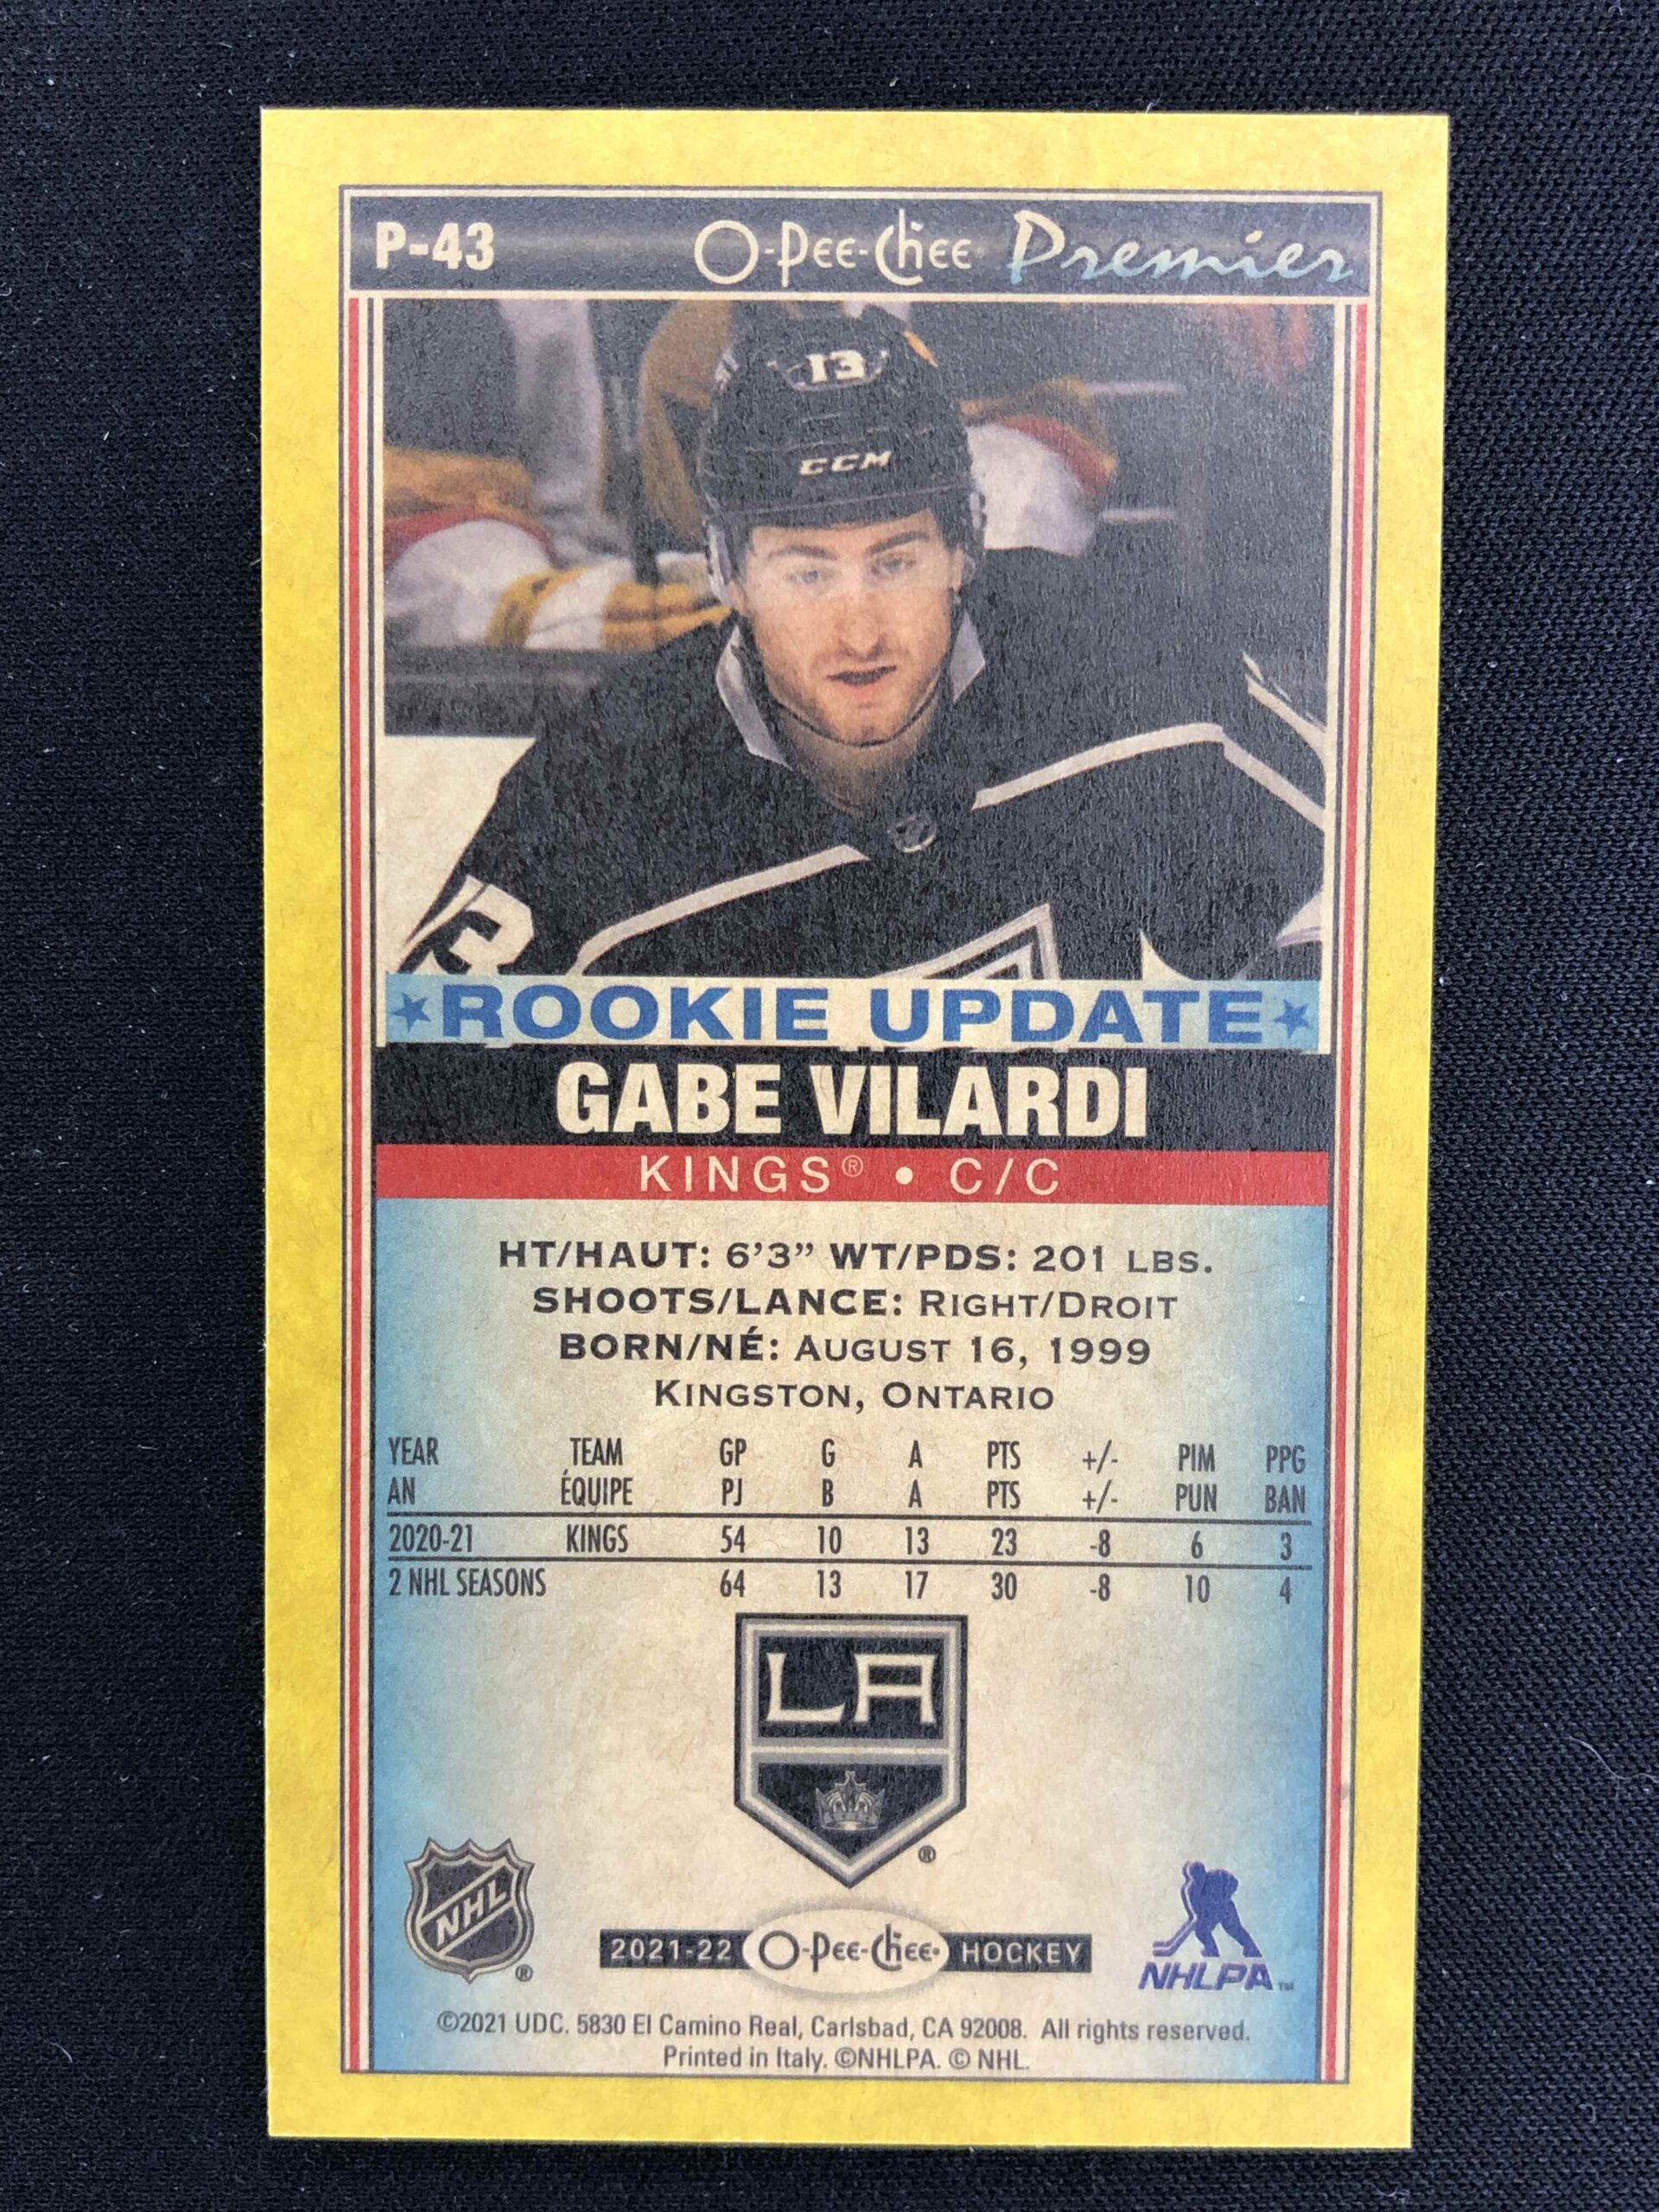 P-43 O-Pee-Chee Premier
13
CCM
3
★ROOKIE UPDATE★
GABE VILARDI
KINGS® • C/C
HT/HAUT: 6'3" WT/PDS: 201 LBS.
SHOOTS/LANCE: RIGHT/DROIT
BORN/NÉ: AUGUST 16, 1999
KINGSTON, ONTARIO
YEAR TEAM GP G A PTS +/- PIM PPG
AN ÉQUIPE PJ B A PTS +/- PUN BAN
2020-21 KINGS 54 10 13 23 -8 6 3
2 NHL SEASONS 64 13 17 30 -8 10 4
LA
®
NHL
®
2021-22 O-Pee-Chee® HOCKEY
NHLPA™
©2021 UDC. 5830 El Camino Real, Carlsbad, CA 92008. All rights reserved.
Printed in Italy. ©NHLPA. © NHL.